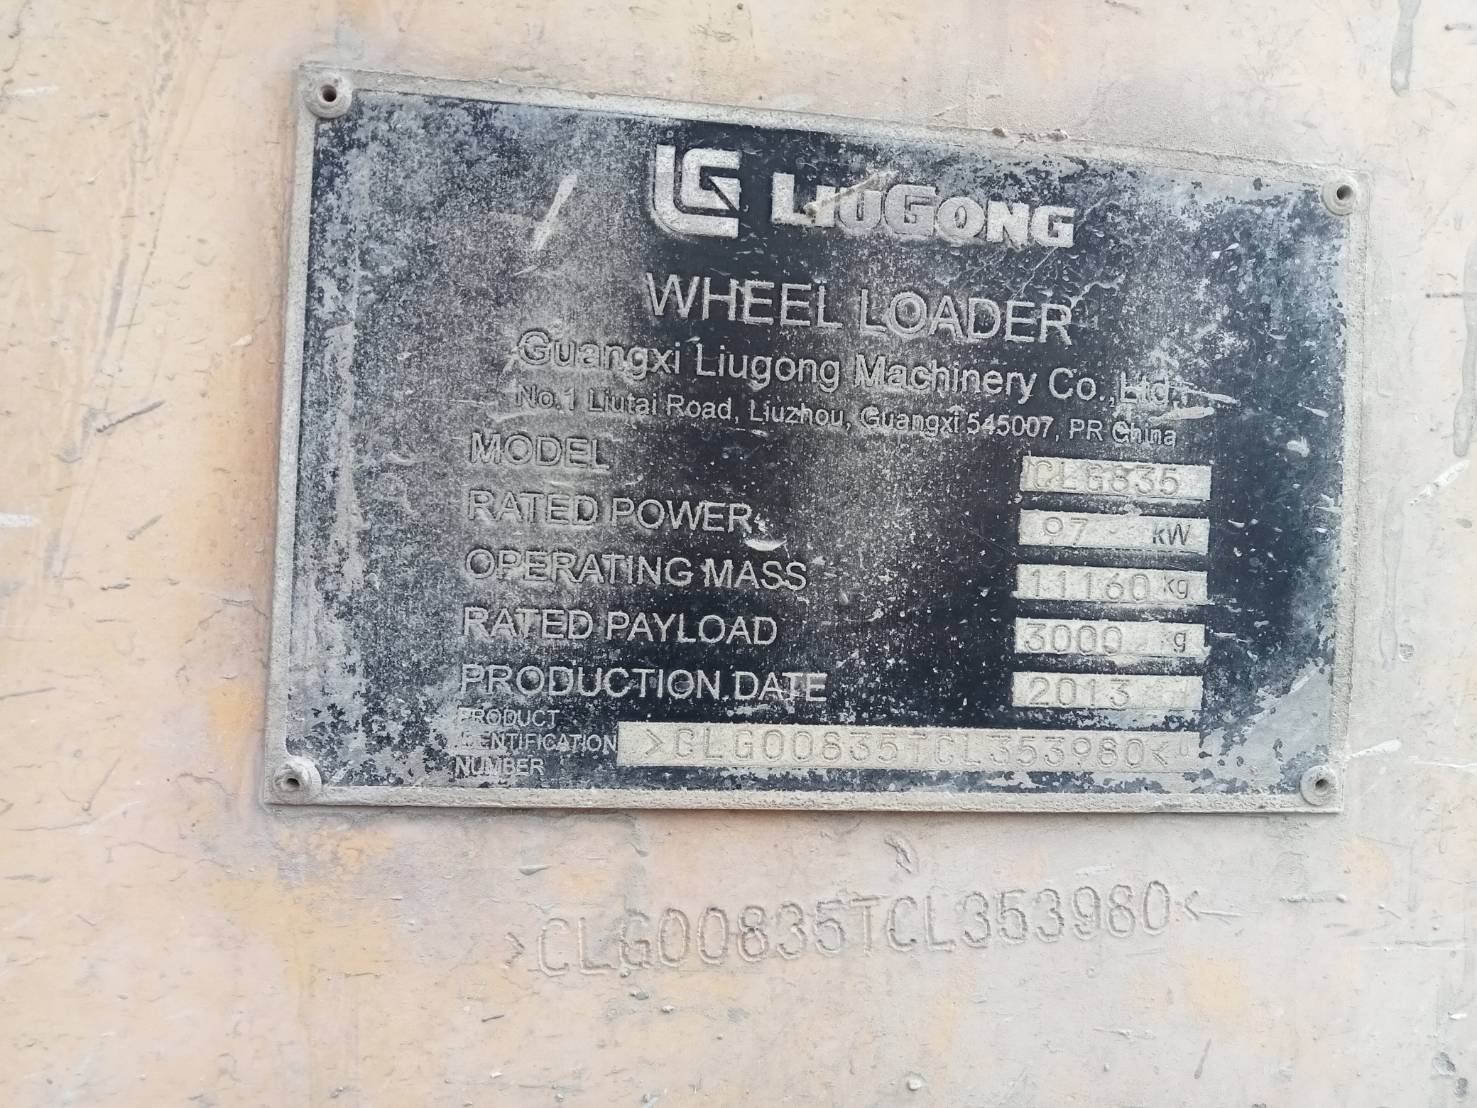 LG LIUGONG
WHEEL LOADER
Guangxi Liugong Machinery Co.,Ltd.
No.1 Liutai Road, Liuzhou, Guangxi 545007, PR China
MODEL CLG835
RATED POWER 97 kW
OPERATING MASS 11160 kg
RATED PAYLOAD 3000 kg
PRODUCTION DATE 2013
PRODUCT
IDENTIFICATION
NUMBER >CLG00835TCL353980<
>CLG00835TCL353980<